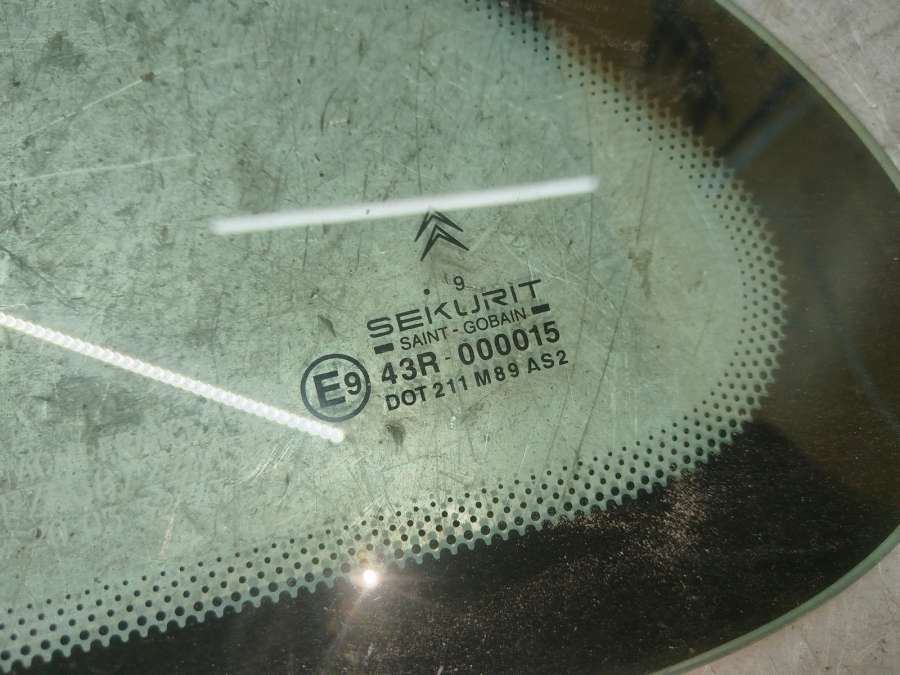 9
SEKURIT
SAINT-GOBAIN
E9
43R-000015
DOT 211 M89 AS2